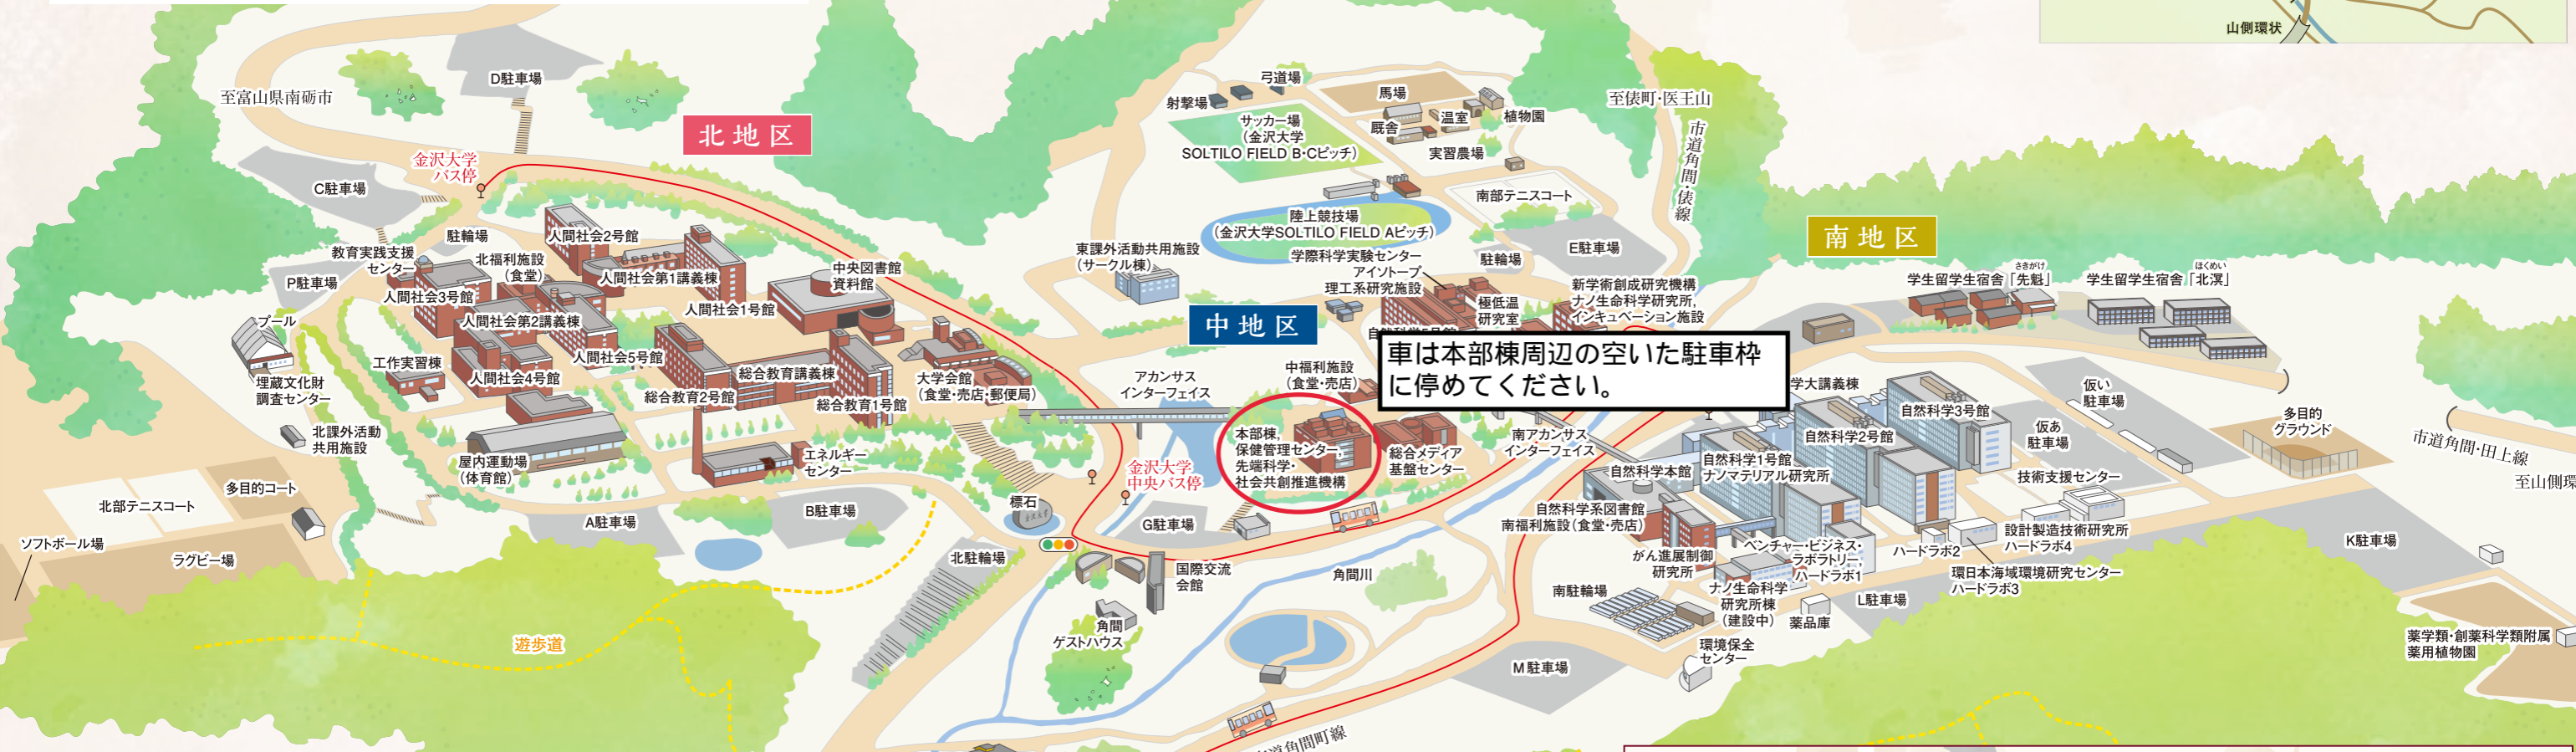 山側環状
至富山県南砺市
D駐車場
北地区
金沢大学
バス停
C駐車場
駐輪場
人間社会2号館
教育実践支援
センター
北福利施設
(食堂)
人間社会第1講義棟
P駐車場
人間社会3号館
人間社会1号館
中央図書館
資料館
プール
人間社会第2講義棟
人間社会5号館
工作実習棟
人間社会4号館
埋蔵文化財
調査センター
総合教育講義棟
総合教育2号館
総合教育1号館
大学会館
(食堂・売店・郵便局)
北課外活動
共用施設
屋内運動場
(体育館)
エネルギー
センター
多目的コート
北部テニスコート
ソフトボール場
ラグビー場
A駐車場
B駐車場
標石
北駐輪場
遊歩道
射撃場
弓道場
馬場
サッカー場
(金沢大学
SOLTILO FIELD B・Cピッチ)
厩舎
温室
植物園
実習農場
至俵町・医王山
市道角間・俵線
南部テニスコート
陸上競技場
(金沢大学SOLTILO FIELD Aピッチ)
東課外活動共用施設
(サークル棟)
学際科学実験センター
アイソトープ
理工系研究施設
駐輪場
E駐車場
極低温
研究室
新学術創成研究機構
ナノ生命科学研究所,
インキュベーション施設
中地区
車は本部棟周辺の空いた駐車枠
に停めてください。
中福利施設
(食堂・売店)
アカンサス
インターフェイス
本部棟,
保健管理センター,
先端科学・
社会共創推進機構
総合メディア
基盤センター
南アカンサス
インターフェイス
金沢大学
中央バス停
G駐車場
国際交流
会館
角間
ゲストハウス
角間川
南地区
さきがけ
学生留学生宿舎「先魁」
ほくめい
学生留学生宿舎「北溟」
学大講義棟
自然科学3号館
自然科学2号館
自然科学1号館
ナノマテリアル研究所
自然科学本館
仮い
駐車場
仮あ
駐車場
多目的
グラウンド
市道角間・田上線
至山側環
技術支援センター
自然科学系図書館
南福利施設(食堂・売店)
がん進展制御
研究所
ベンチャー・ビジネス・
ラボラトリー,
ハードラボ1
ハードラボ2
設計製造技術研究所
ハードラボ4
環日本海域環境研究センター
ハードラボ3
K駐車場
南駐輪場
ナノ生命科学
研究所棟
(建設中)
薬品庫
L駐車場
環境保全
センター
M駐車場
薬学類・創薬科学類附属
薬用植物園
道角間町線